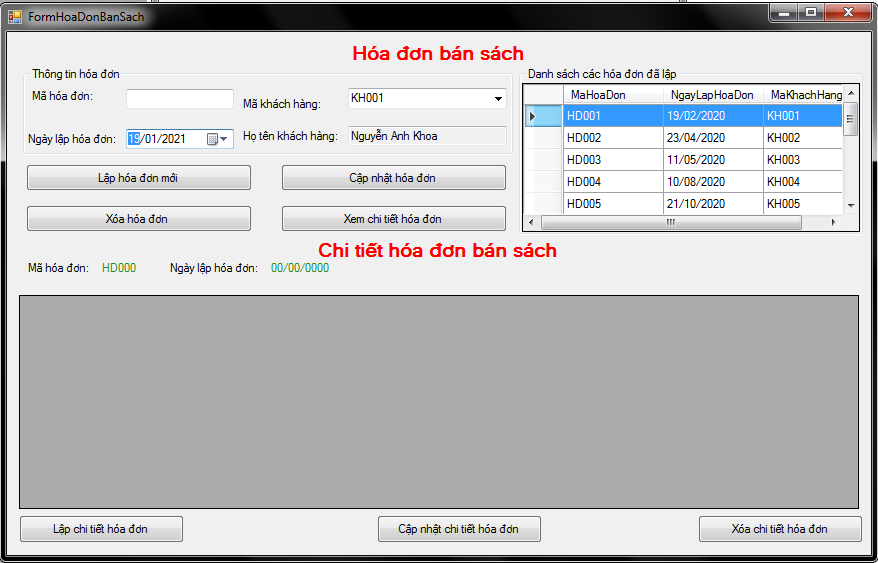 FormHoaDonBanSach
Hóa đơn bán sách
Thông tin hóa đơn
Mã hóa đơn:
Mã khách hàng:
KH001
Ngày lập hóa đơn:
19/01/2021
Họ tên khách hàng:
Nguyễn Anh Khoa
Lập hóa đơn mới
Cập nhật hóa đơn
Xóa hóa đơn
Xem chi tiết hóa đơn
Danh sách các hóa đơn đã lập
MaHoaDon NgayLapHoaDon MaKhachHang
HD001 19/02/2020 KH001
HD002 23/04/2020 KH002
HD003 11/05/2020 KH003
HD004 10/08/2020 KH004
HD005 21/10/2020 KH005
Chi tiết hóa đơn bán sách
Mã hóa đơn: HD000 Ngày lập hóa đơn: 00/00/0000
Lập chi tiết hóa đơn
Cập nhật chi tiết hóa đơn
Xóa chi tiết hóa đơn